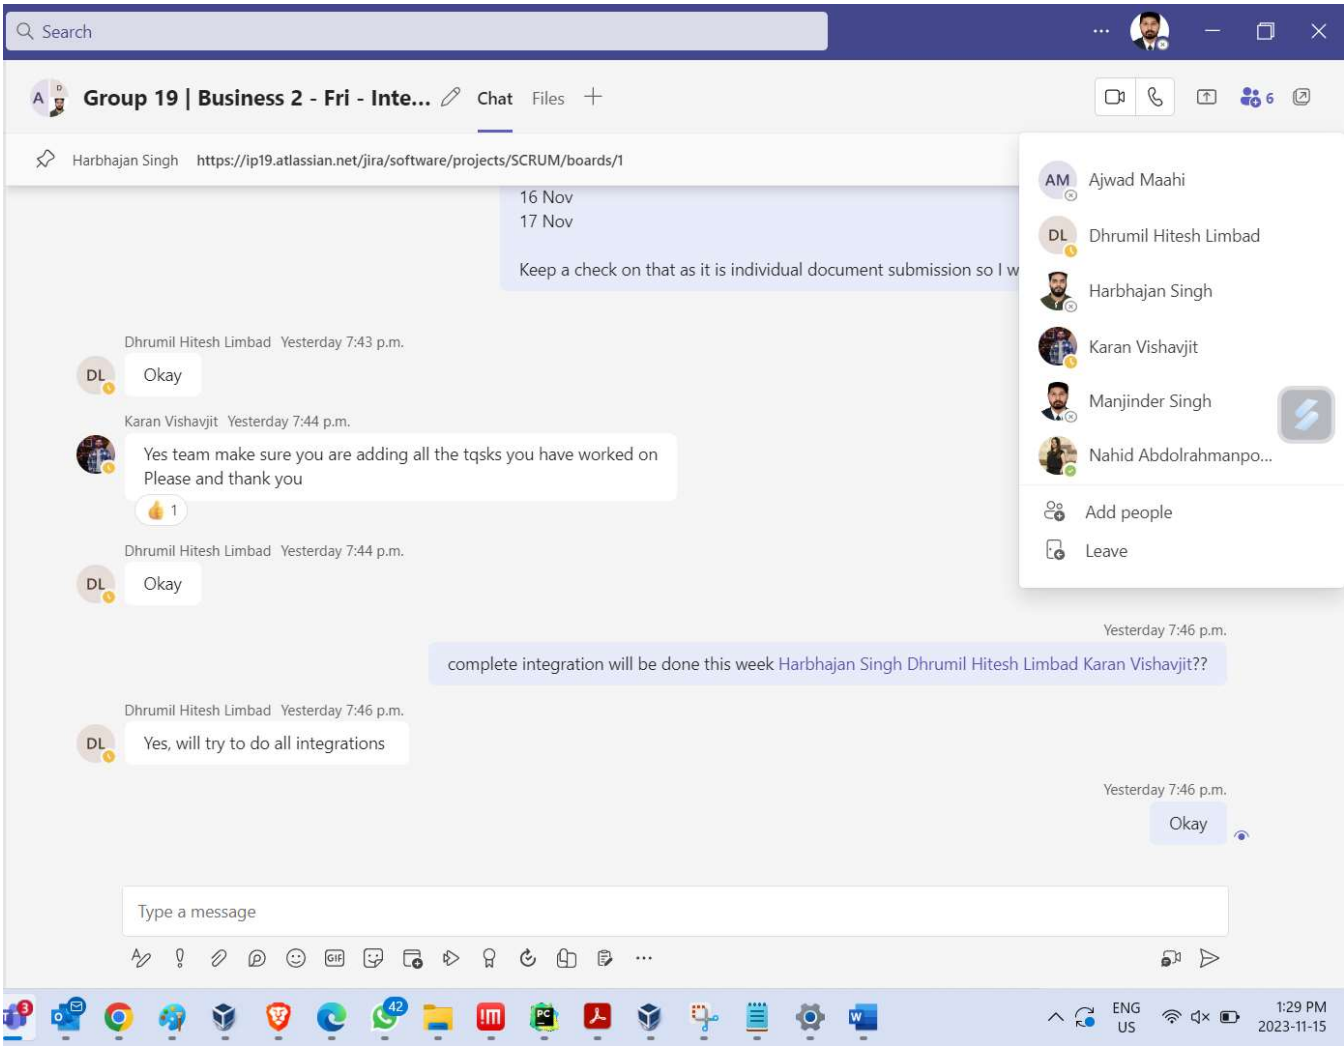 Search
A
D
Group 19 | Business 2 - Fri - Inte...
Chat
Files
6
Harbhajan Singh https://ip19.atlassian.net/jira/software/projects/SCRUM/boards/1
16 Nov
17 Nov
Keep a check on that as it is individual document submission so I w
AM
Ajwad Maahi
DL
Dhrumil Hitesh Limbad
Harbhajan Singh
Karan Vishavjit
Manjinder Singh
Nahid Abdolrahmanpo...
Add people
Leave
Dhrumil Hitesh Limbad Yesterday 7:43 p.m.
DL
Okay
Karan Vishavjit Yesterday 7:44 p.m.
Yes team make sure you are adding all the tqsks you have worked on
Please and thank you
1
Dhrumil Hitesh Limbad Yesterday 7:44 p.m.
DL
Okay
Yesterday 7:46 p.m.
complete integration will be done this week Harbhajan Singh Dhrumil Hitesh Limbad Karan Vishavjit??
Dhrumil Hitesh Limbad Yesterday 7:46 p.m.
DL
Yes, will try to do all integrations
Yesterday 7:46 p.m.
Okay
Type a message
GIF
3
42
PC
ENG
US
1:29 PM
2023-11-15